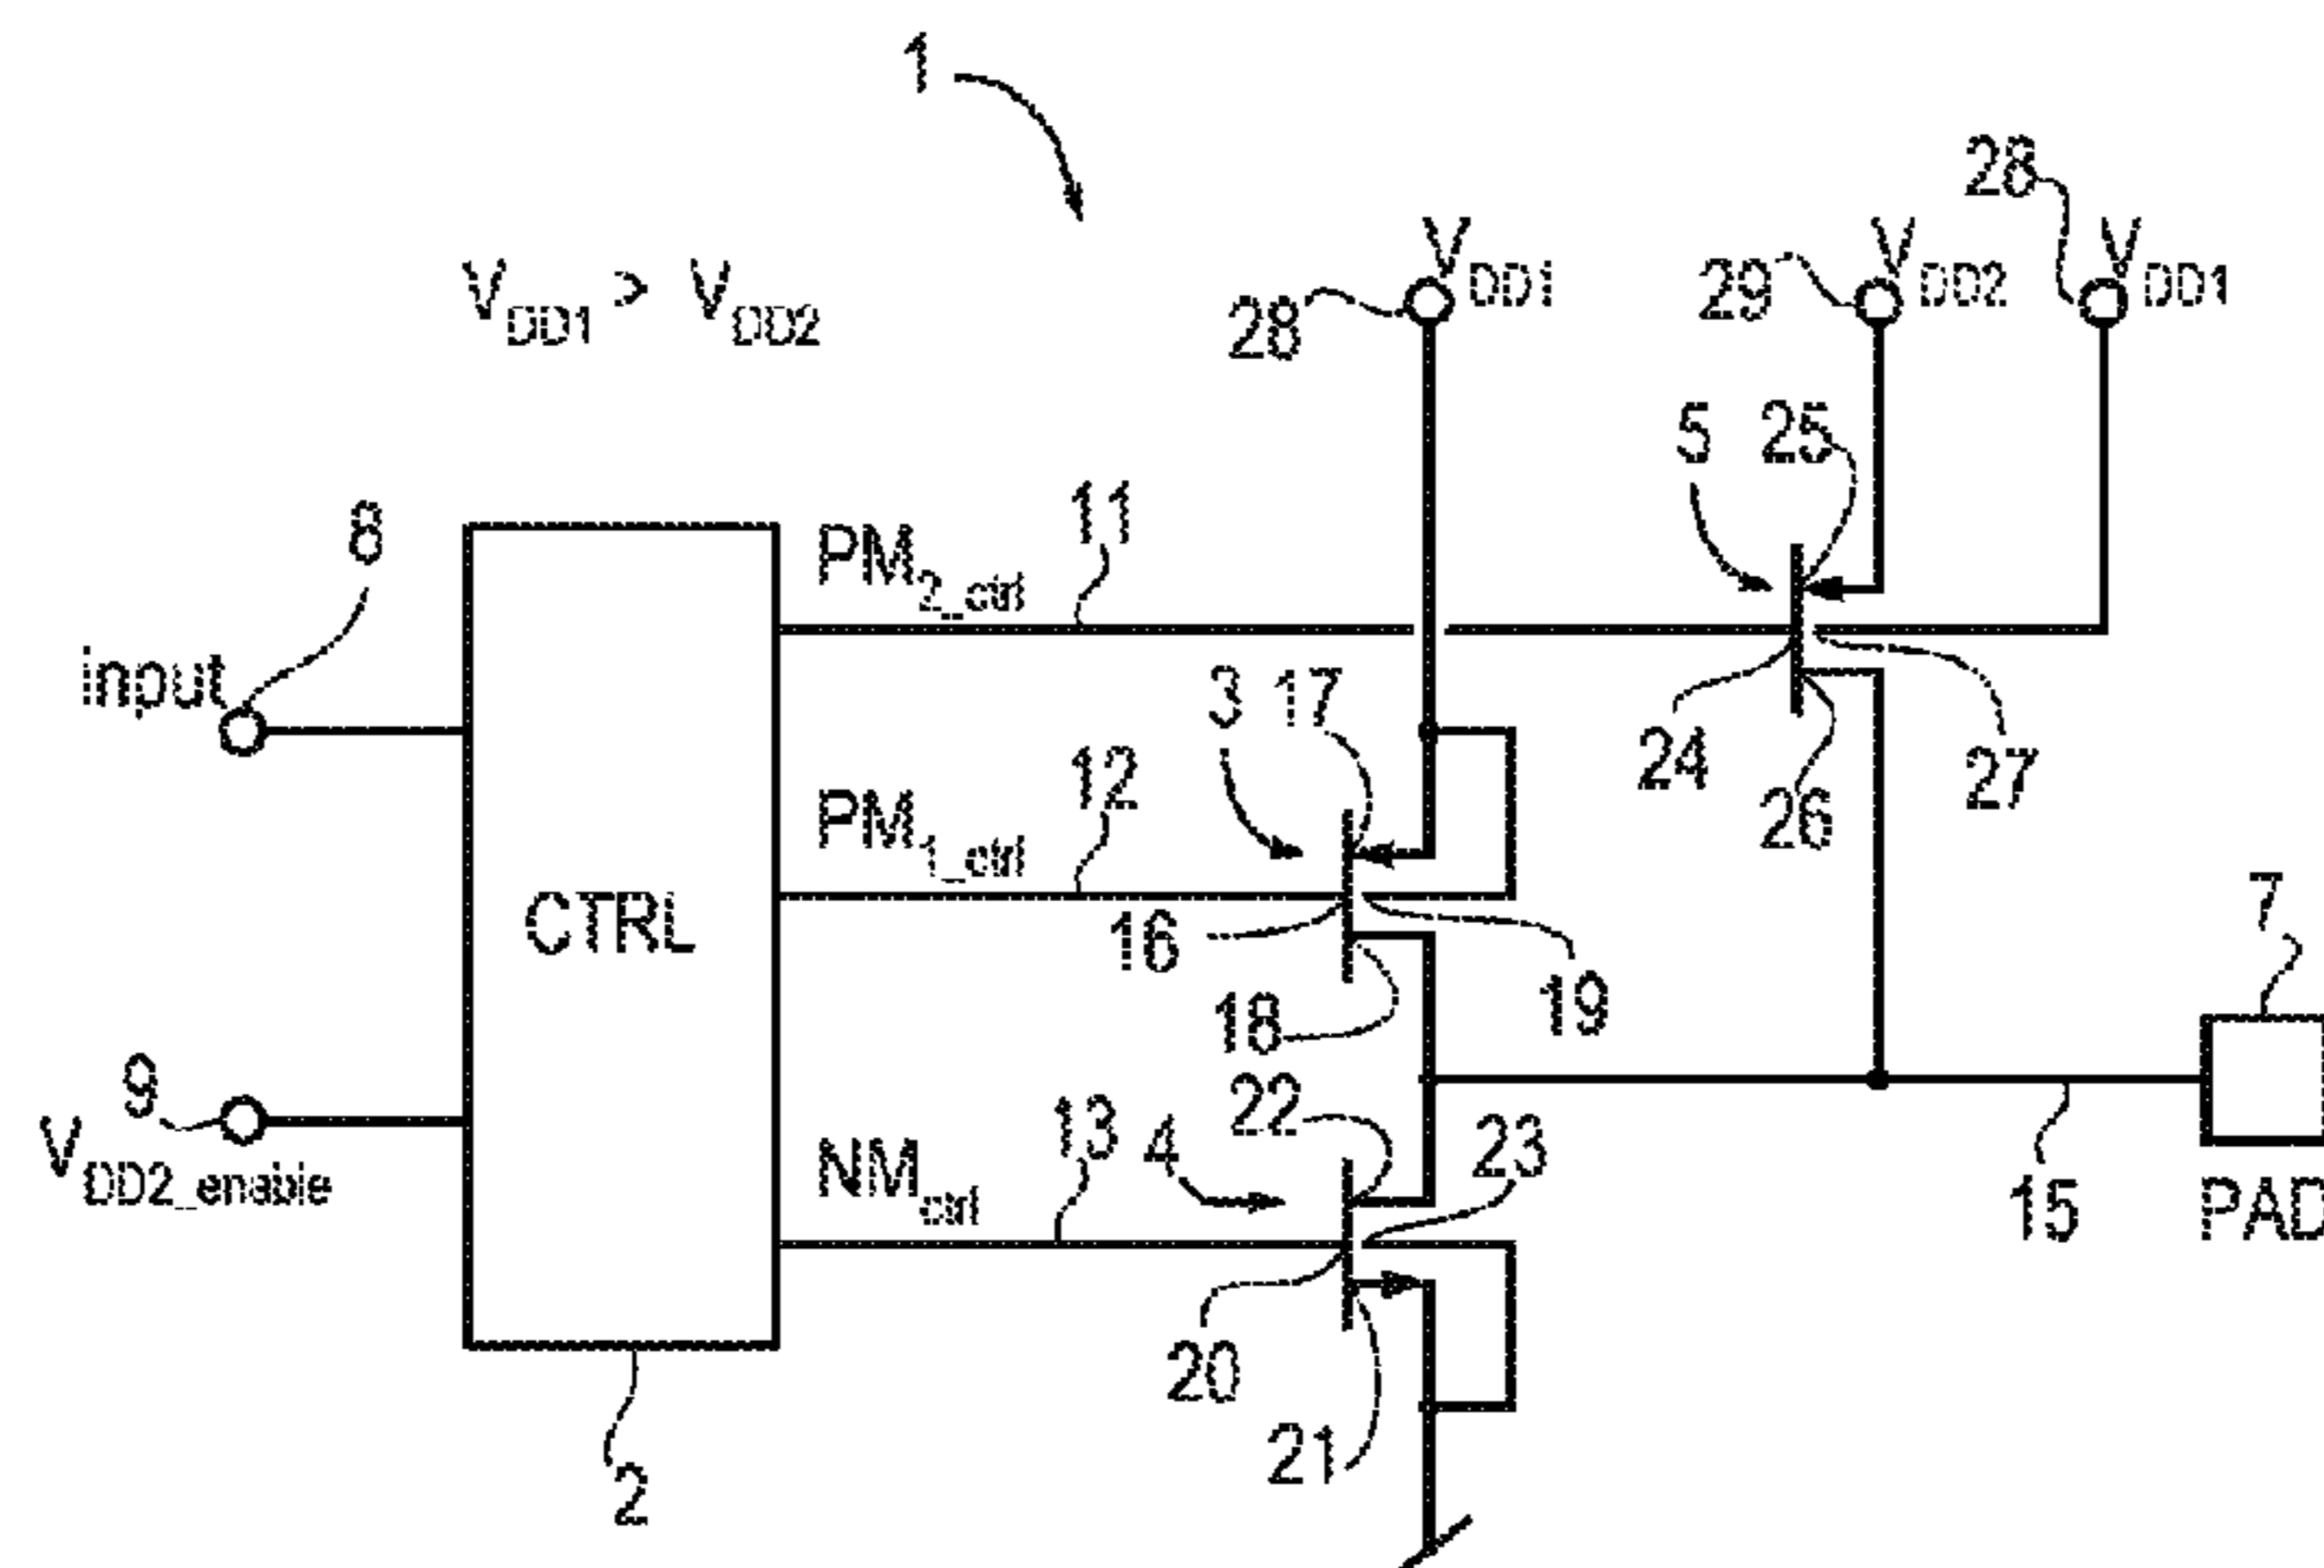 1
28
V_DD1 > V_DD2
28
V_DD1
29
V_DD2
V_DD1
5
25
8
PM_2_ctrl
11
input
3
17
24
26
27
PM_1_ctrl
12
CTRL
16
18
19
7
22
23
9
V_DD2_enable
NM_ctrl
13
4
15
PAD
20
21
2